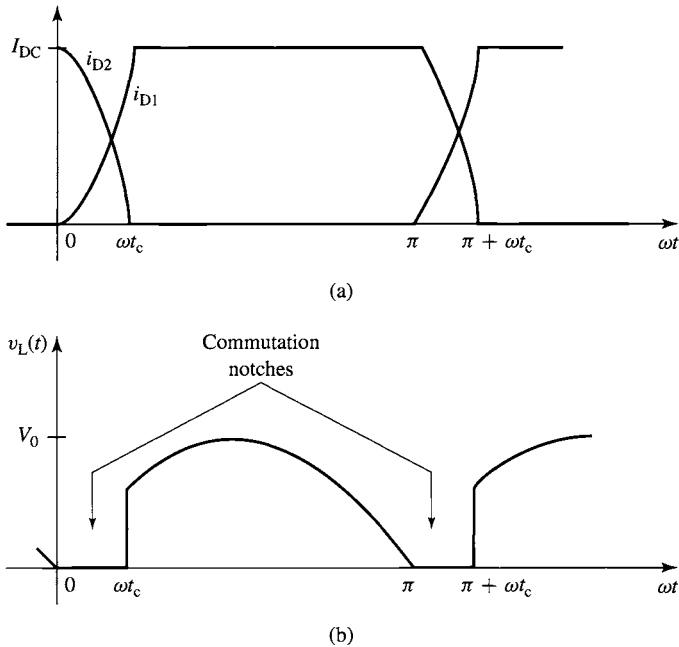 I_DC
i_D2
i_D1
0 ωt_c π π + ωt_c ωt
(a)
v_L(t)
Commutation
notches
V_0
0 ωt_c π π + ωt_c ωt
(b)